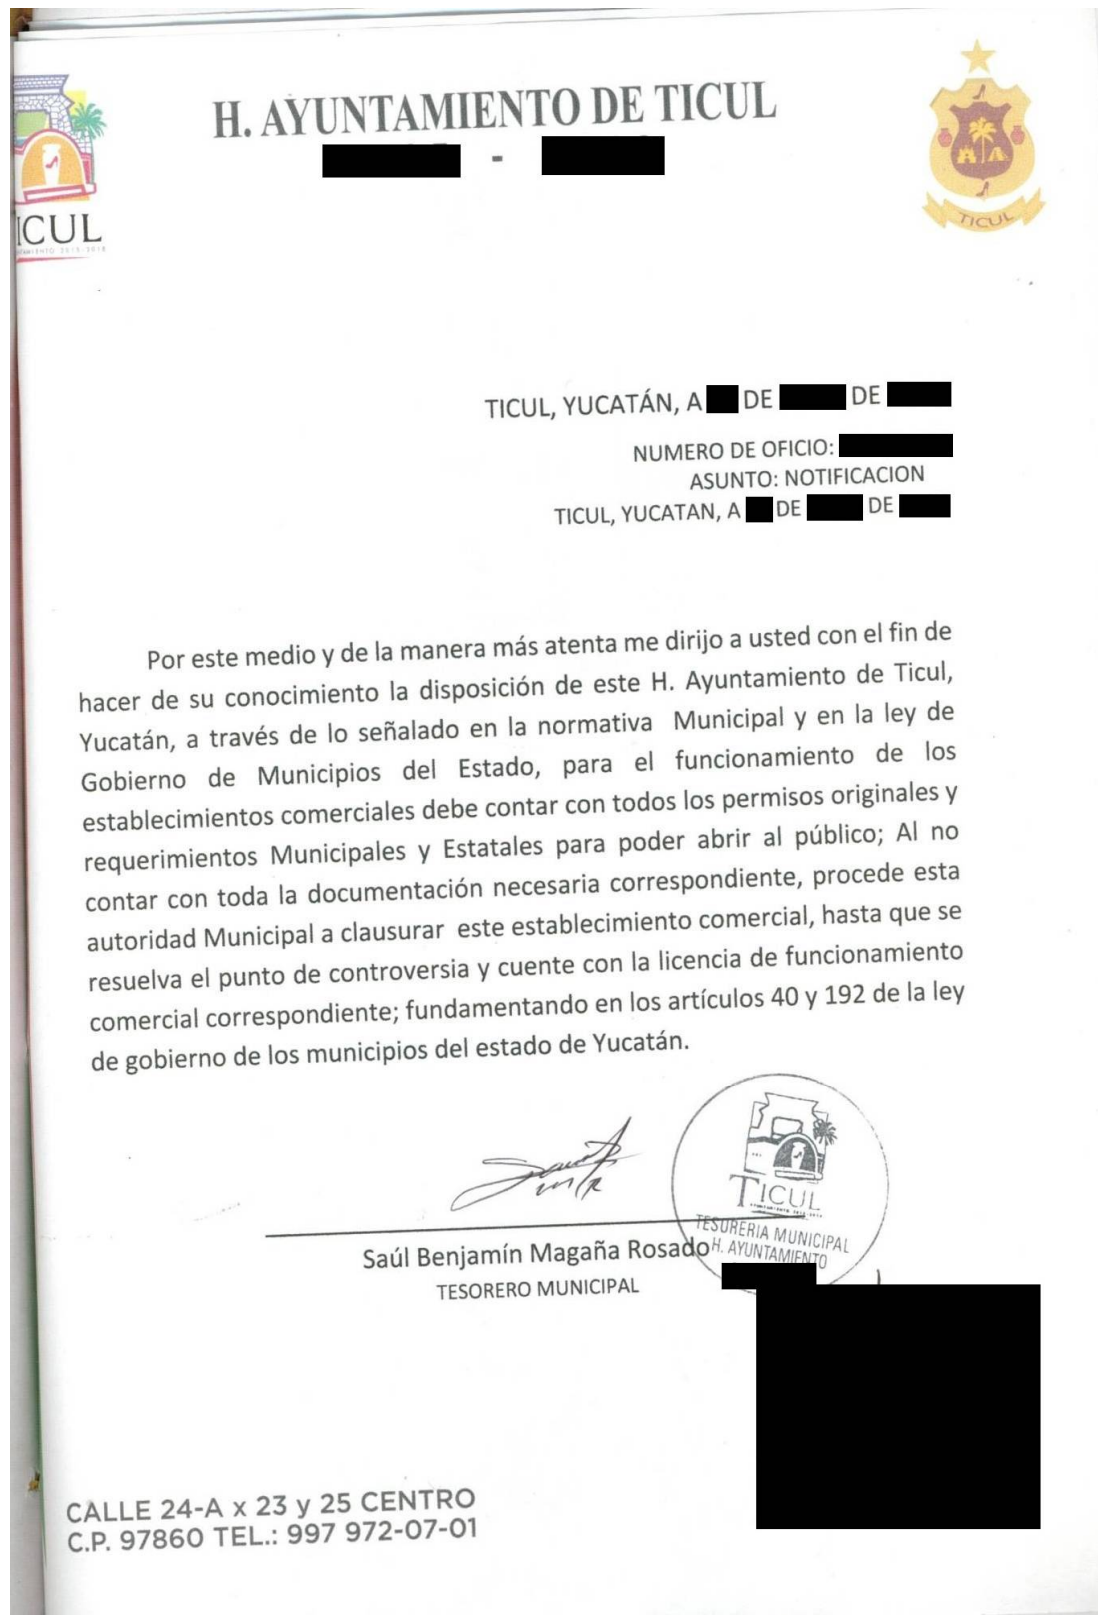 H. AYUNTAMIENTO DE TICUL
-
ICUL
TICUL
TICUL, YUCATÁN, A DE DE
NUMERO DE OFICIO:
ASUNTO: NOTIFICACION
TICUL, YUCATAN, A DE DE
Por este medio y de la manera más atenta me dirijo a usted con el fin de
hacer de su conocimiento la disposición de este H. Ayuntamiento de Ticul,
Yucatán, a través de lo señalado en la normativa Municipal y en la ley de
Gobierno de Municipios del Estado, para el funcionamiento de los
establecimientos comerciales debe contar con todos los permisos originales y
requerimientos Municipales y Estatales para poder abrir al público; Al no
contar con toda la documentación necesaria correspondiente, procede esta
autoridad Municipal a clausurar este establecimiento comercial, hasta que se
resuelva el punto de controversia y cuente con la licencia de funcionamiento
comercial correspondiente; fundamentando en los artículos 40 y 192 de la ley
de gobierno de los municipios del estado de Yucatán.
TICUL
TESORERIA MUNICIPAL
H. AYUNTAMIENTO
Saúl Benjamín Magaña Rosado
TESORERO MUNICIPAL
CALLE 24-A x 23 y 25 CENTRO
C.P. 97860 TEL.: 997 972-07-01